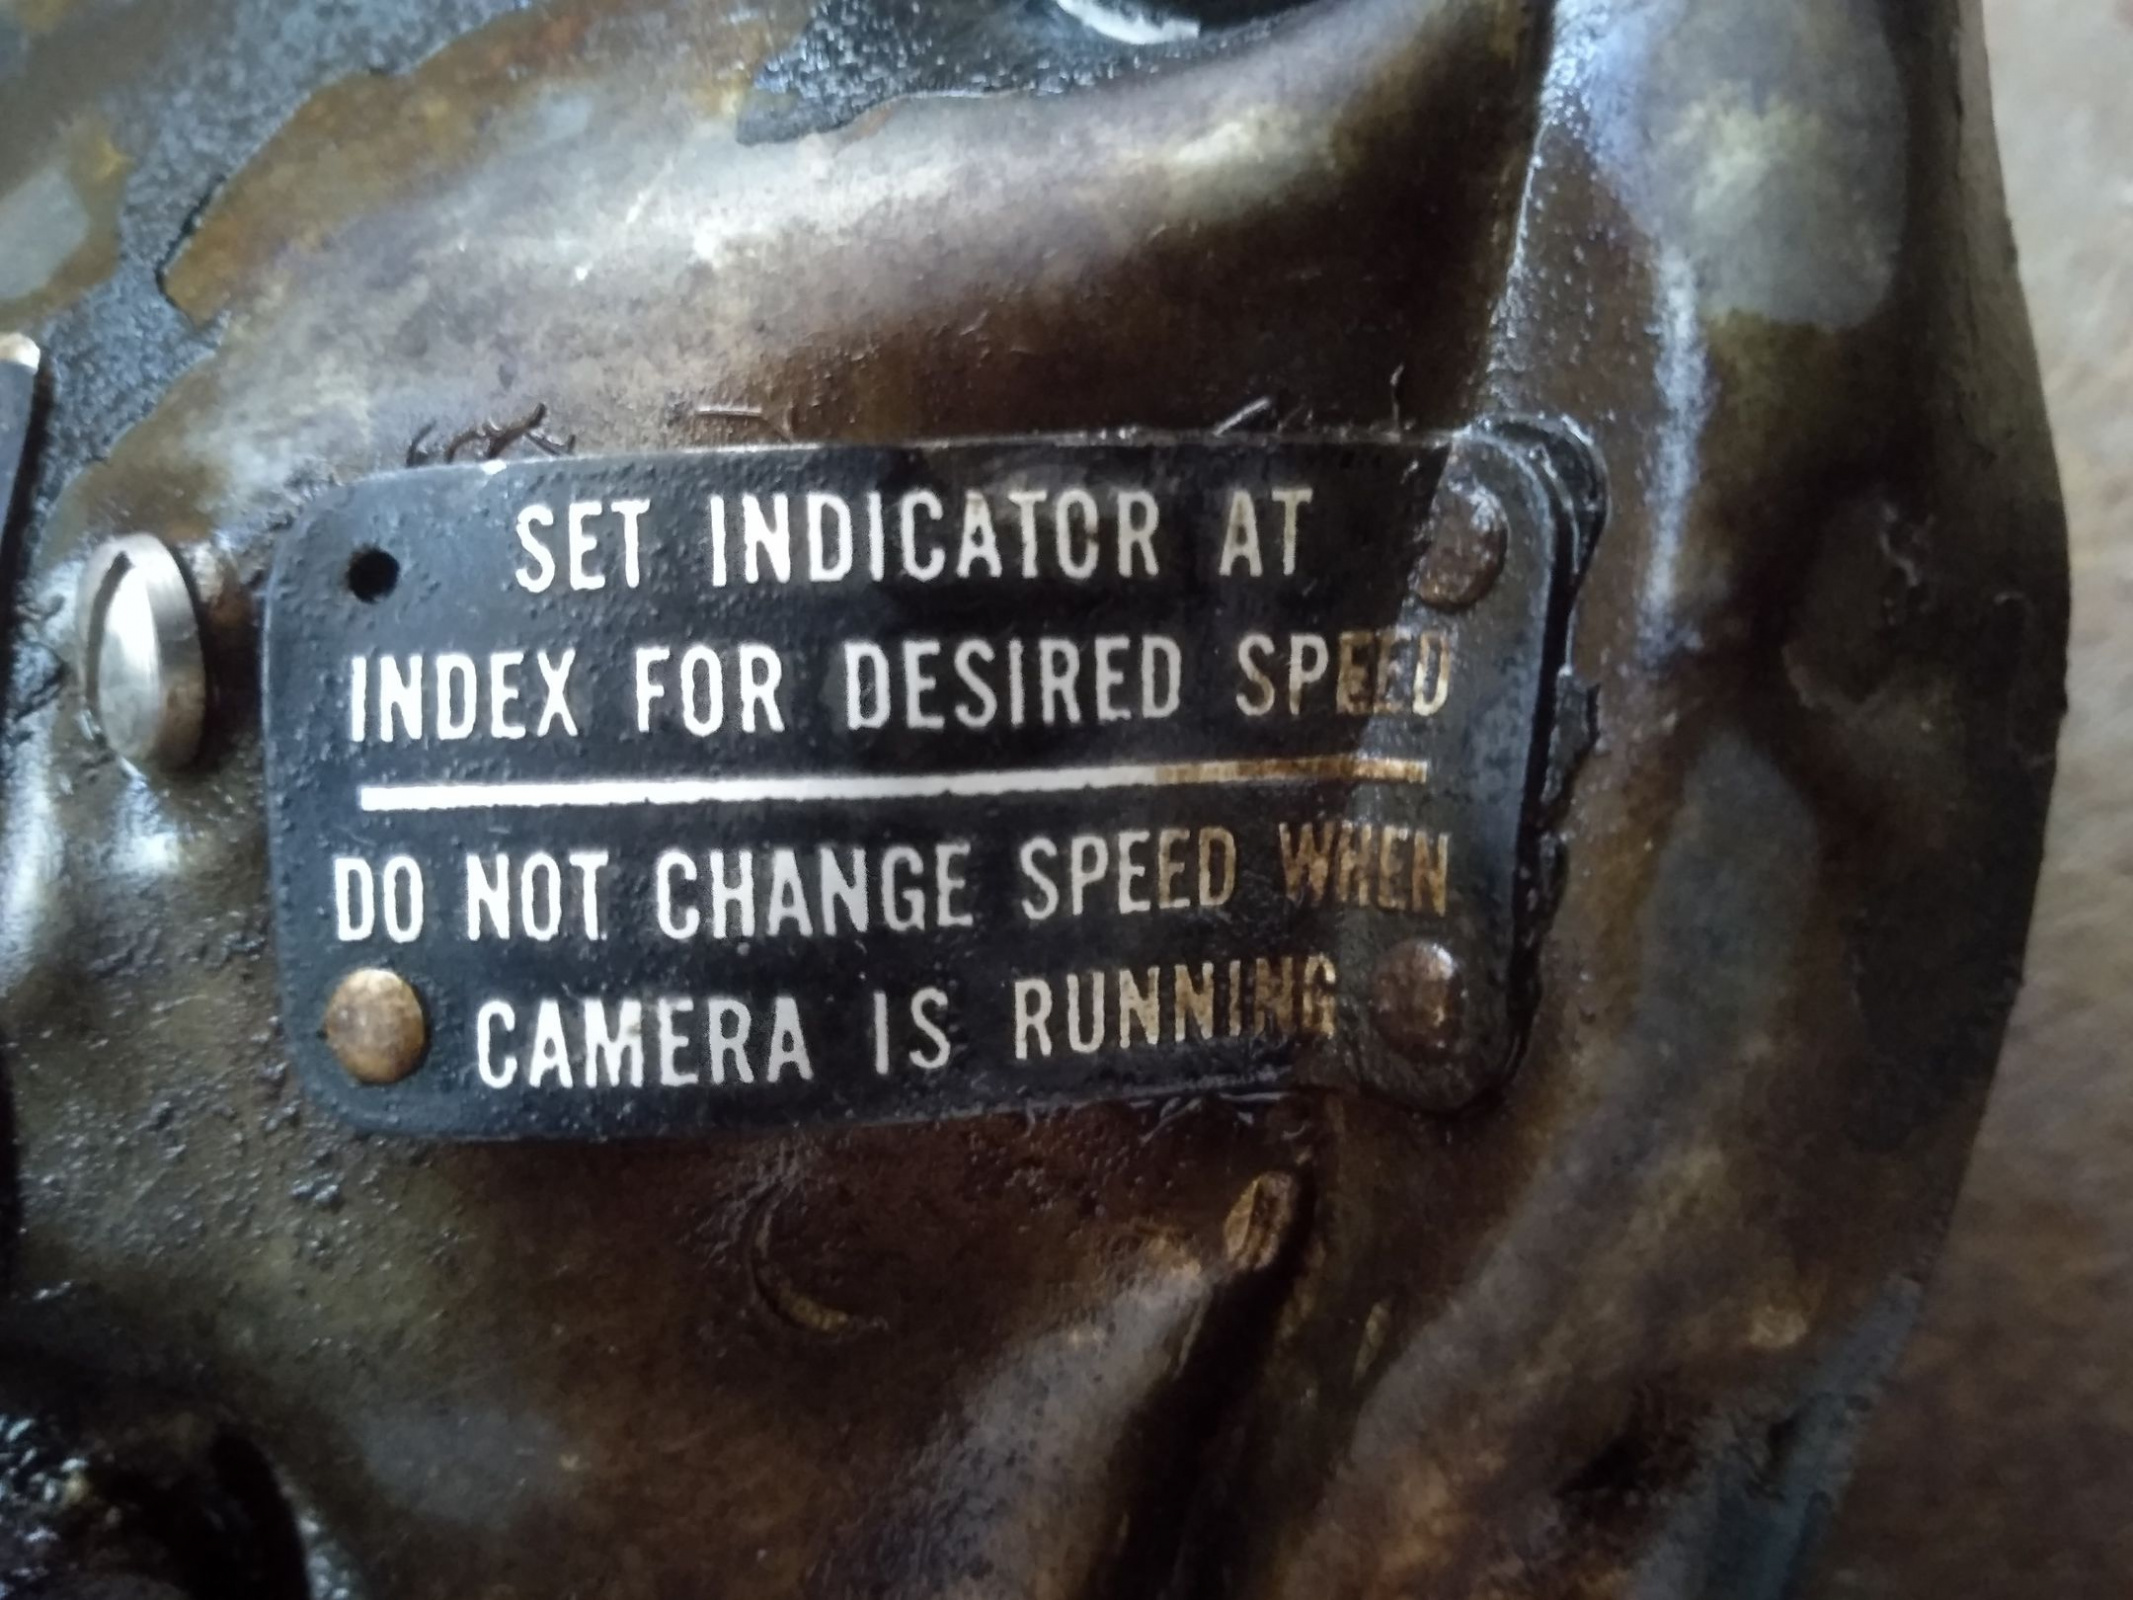 SET INDICATOR AT
INDEX FOR DESIRED SPEED
DO NOT CHANGE SPEED WHEN
CAMERA IS RUNNING